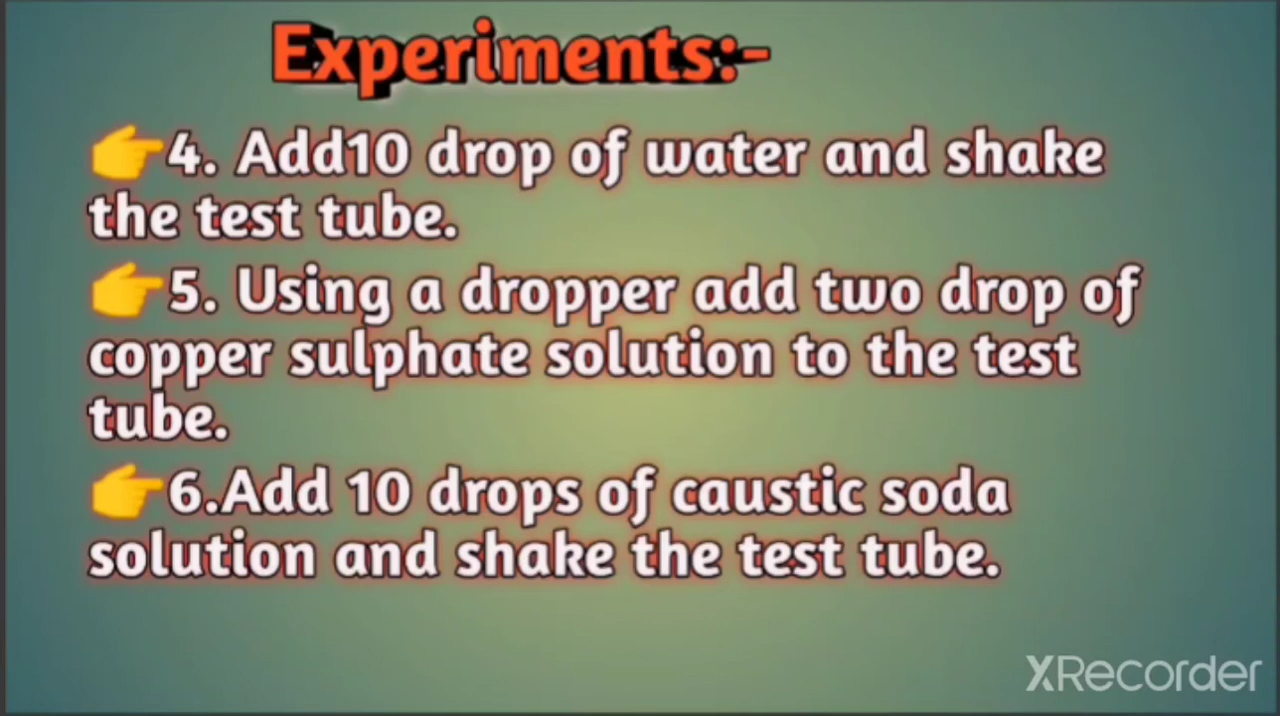 Experiments:-
👉4. Add10 drop of water and shake
the test tube.
👉5. Using a dropper add two drop of
copper sulphate solution to the test
tube.
👉6.Add 10 drops of caustic soda
solution and shake the test tube.
XRecorder